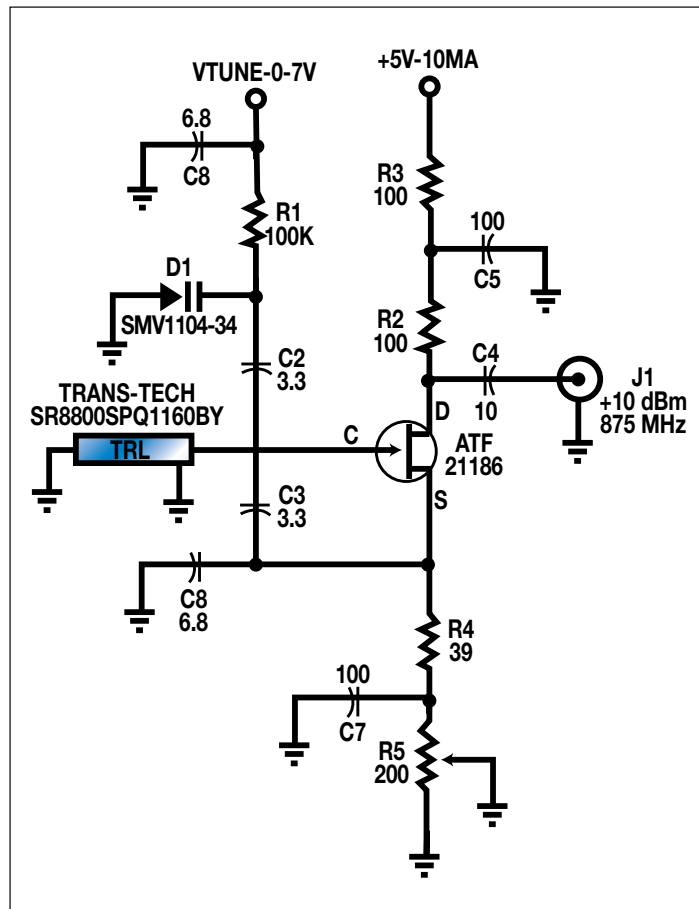 VTUNE-0-7V
+5V-10MA
6.8
C8
R3
100
R1
100K
100
C5
D1
SMV1104-34
R2
100
C2
3.3
C4
10
J1
+10 dBm
875 MHz
TRANS-TECH
SR8800SPQ1160BY
TRL
C
D
ATF
21186
S
C3
3.3
C8
6.8
R4
39
100
C7
R5
200